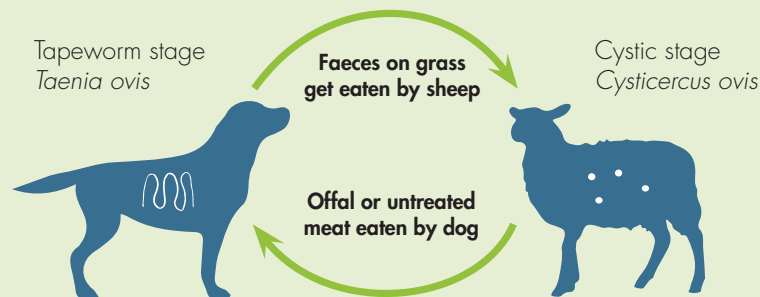 Tapeworm stage
Taenia ovis
Faeces on grass
get eaten by sheep
Cystic stage
Cysticercus ovis
Offal or untreated
meat eaten by dog